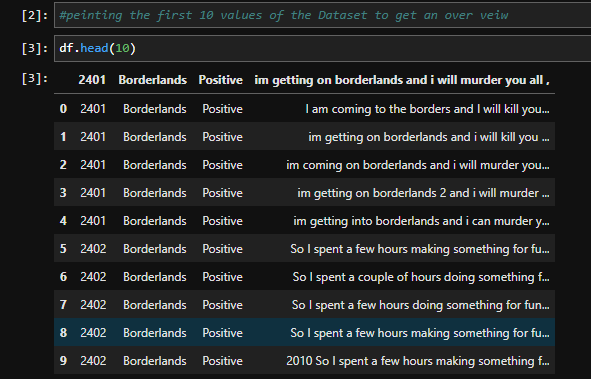 [2]: #peinting the first 10 values of the Dataset to get an over veiw
[3]: df.head(10)
[3]: 2401 Borderlands Positive im getting on borderlands and i will murder you all ,
0 2401 Borderlands Positive I am coming to the borders and I will kill you...
1 2401 Borderlands Positive im getting on borderlands and i will kill you ...
2 2401 Borderlands Positive im coming on borderlands and i will murder you...
3 2401 Borderlands Positive im getting on borderlands 2 and i will murder ...
4 2401 Borderlands Positive im getting into borderlands and i can murder y...
5 2402 Borderlands Positive So I spent a few hours making something for fu...
6 2402 Borderlands Positive So I spent a couple of hours doing something f...
7 2402 Borderlands Positive So I spent a few hours doing something for fun...
8 2402 Borderlands Positive So I spent a few hours making something for fu...
9 2402 Borderlands Positive 2010 So I spent a few hours making something f...